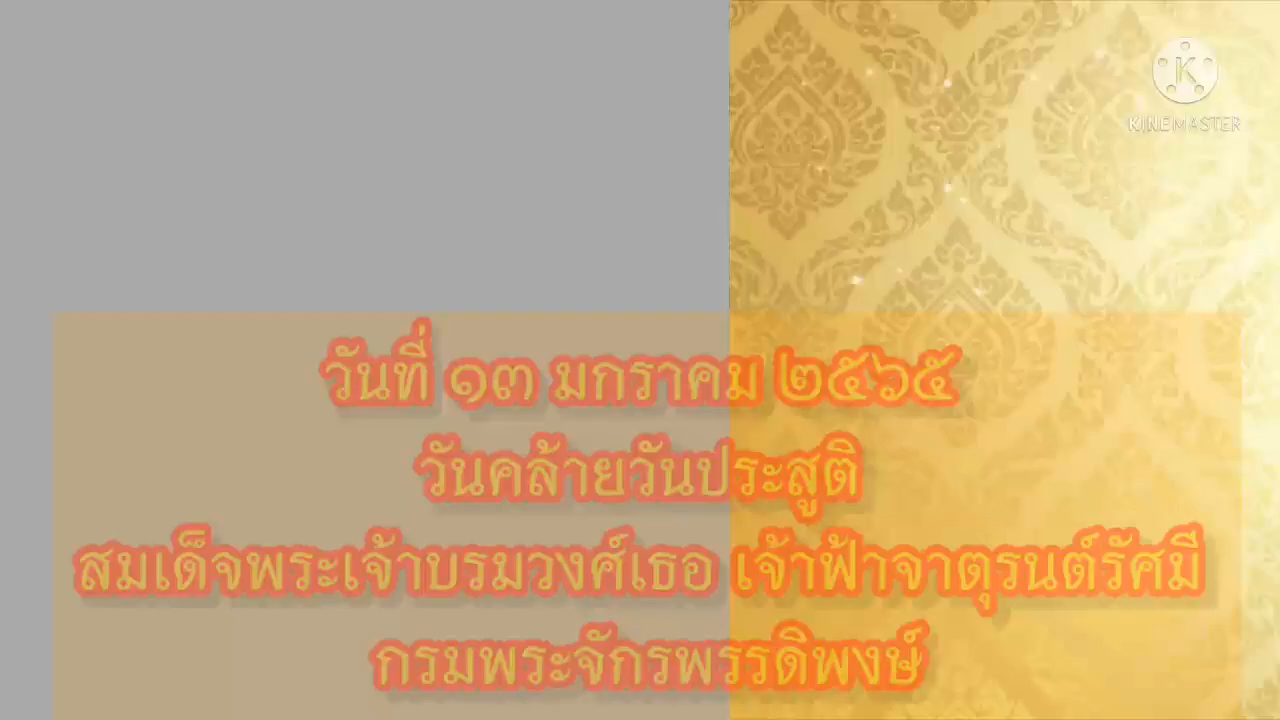 K
KINEMASTER
วันที่ ๑๓ มกราคม ๒๕๖๕
วันคล้ายวันประสูติ
สมเด็จพระเจ้าบรมวงศ์เธอ เจ้าฟ้าจาตุรนต์รัศมี
กรมพระจักรพรรดิพงษ์